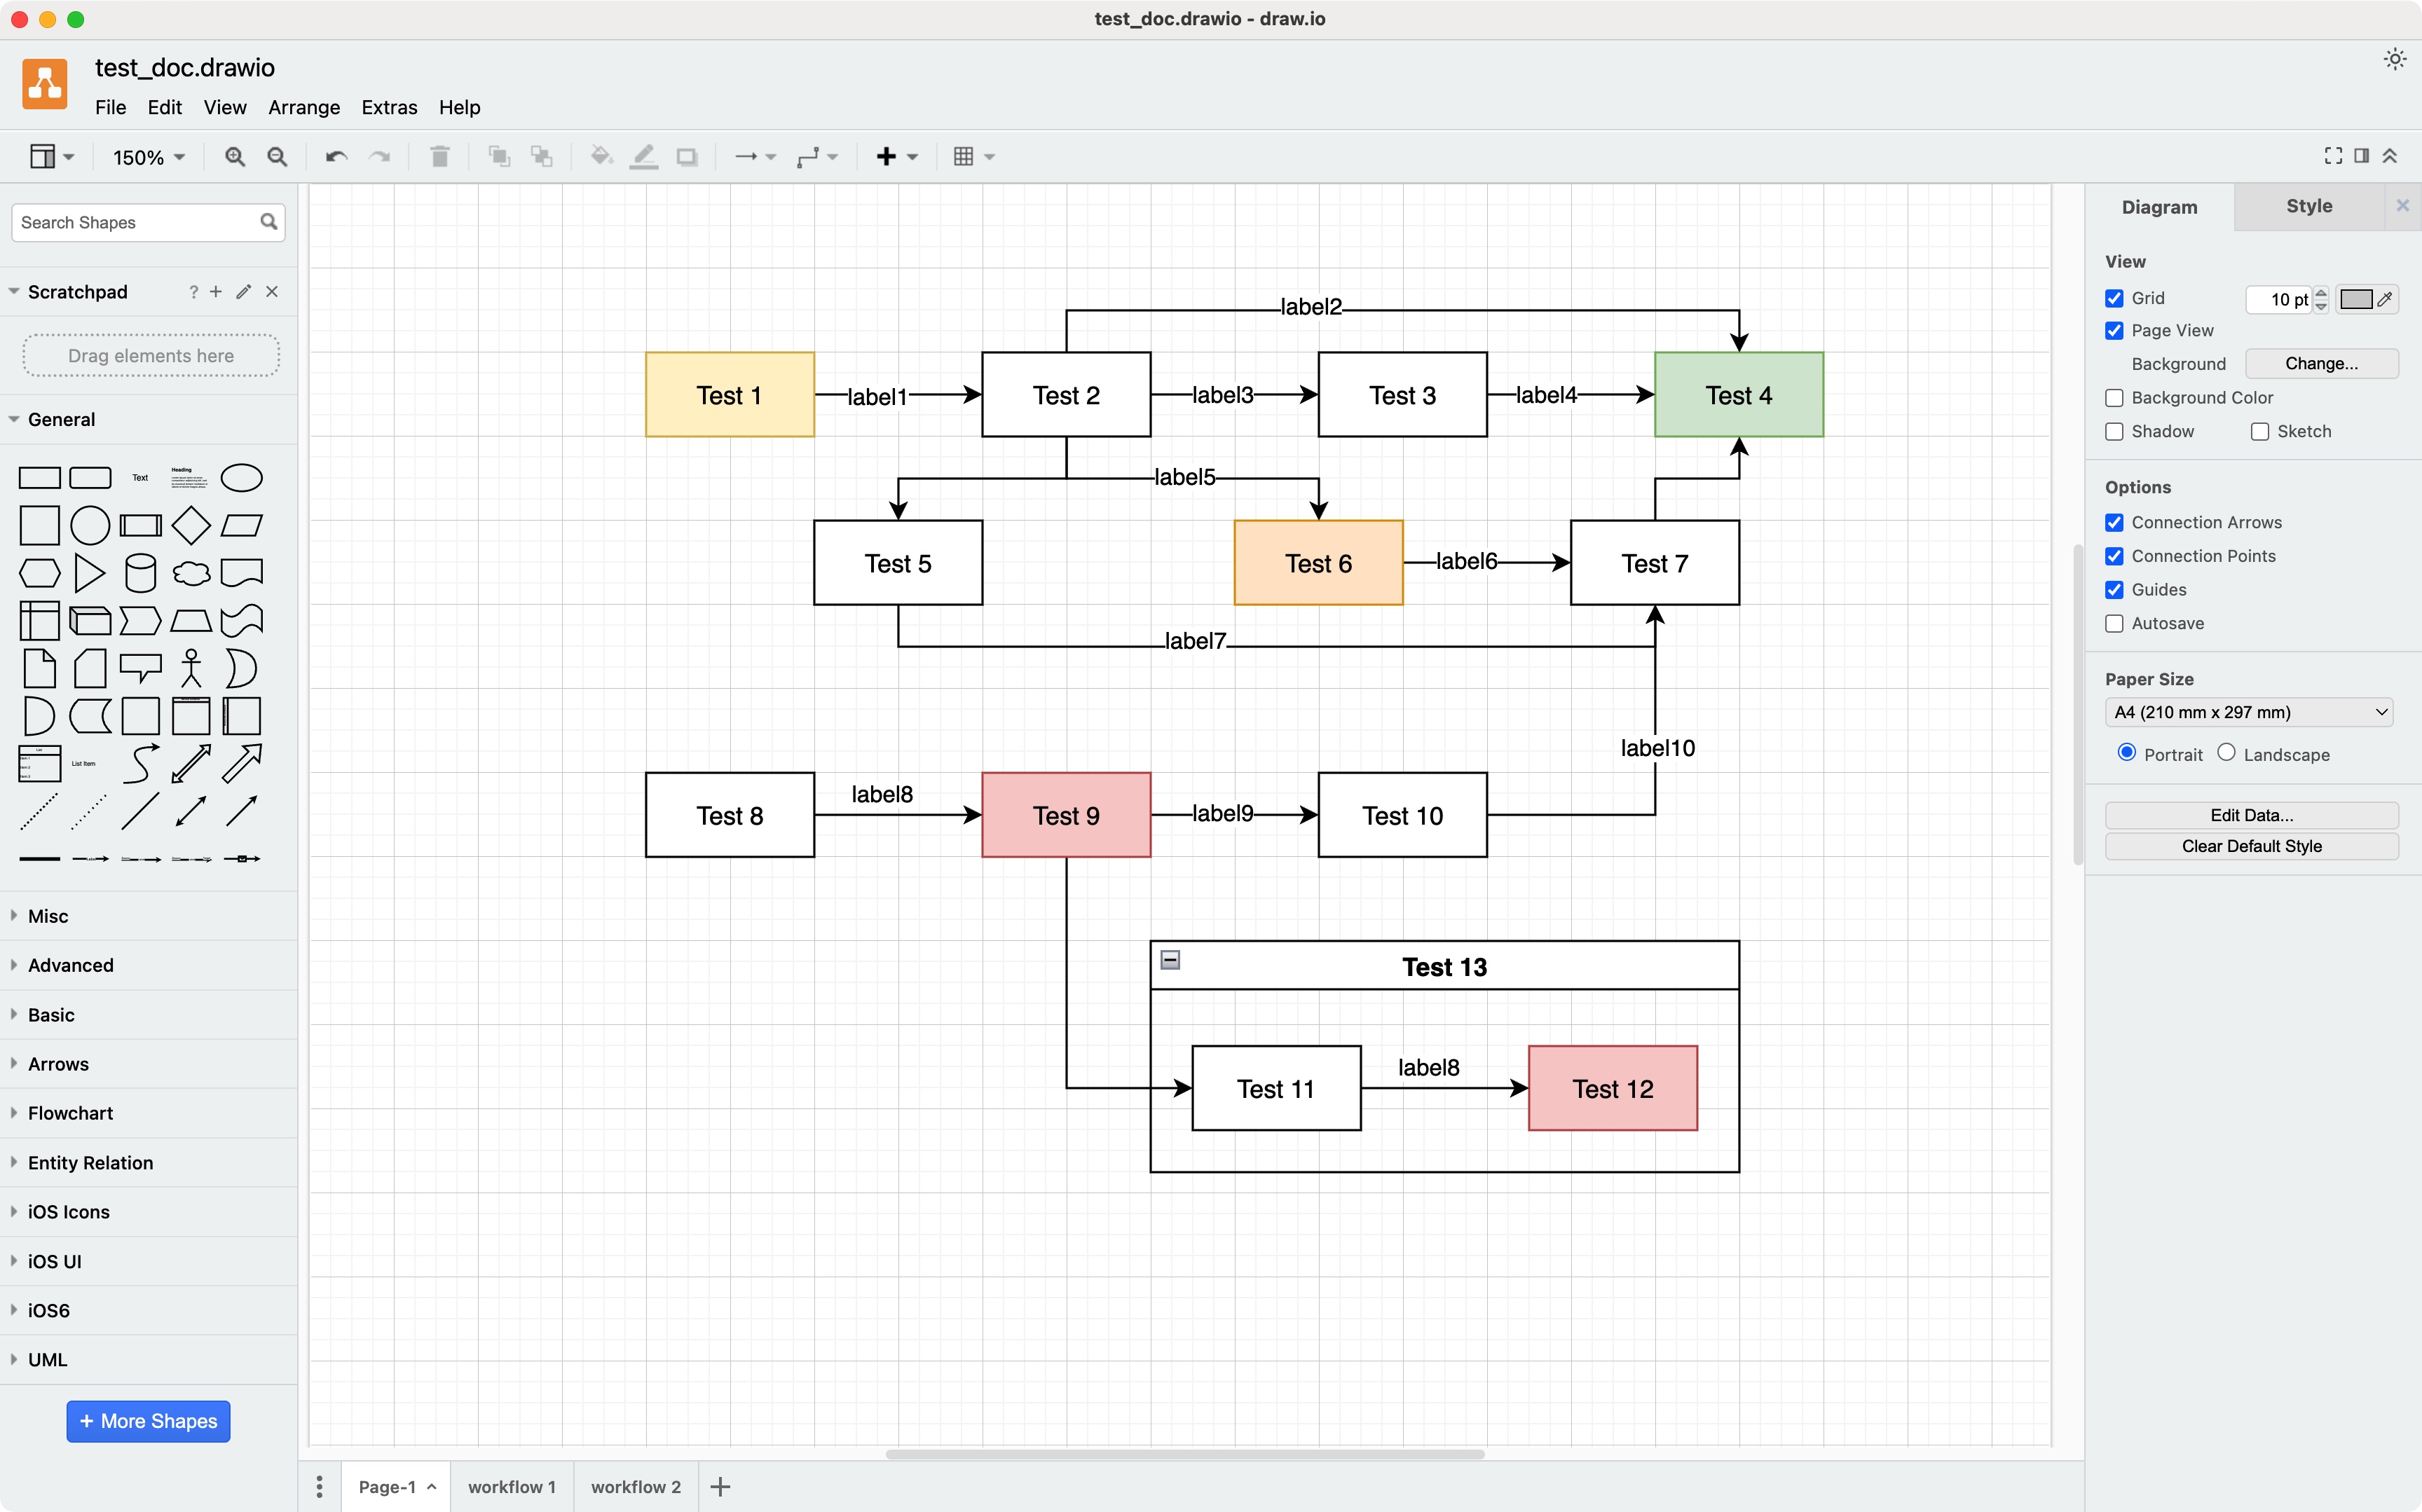 test_doc.drawio - draw.io
test_doc.drawio
File Edit View Arrange Extras Help
150%
Search Shapes
Scratchpad ?
Drag elements here
General
Text
Heading
List Item
Misc
Advanced
Basic
Arrows
Flowchart
Entity Relation
iOS Icons
iOS UI
iOS6
UML
+ More Shapes
label2
Test 1
label1
Test 2
label3
Test 3
label4
Test 4
label5
Test 5
Test 6
label6
Test 7
label7
label10
Test 8
label8
Test 9
label9
Test 10
Test 13
Test 11
label8
Test 12
Page-1
workflow 1
workflow 2
Diagram
Style
View
Grid
10 pt
Page View
Background
Change...
Background Color
Shadow
Sketch
Options
Connection Arrows
Connection Points
Guides
Autosave
Paper Size
A4 (210 mm x 297 mm)
Portrait
Landscape
Edit Data...
Clear Default Style